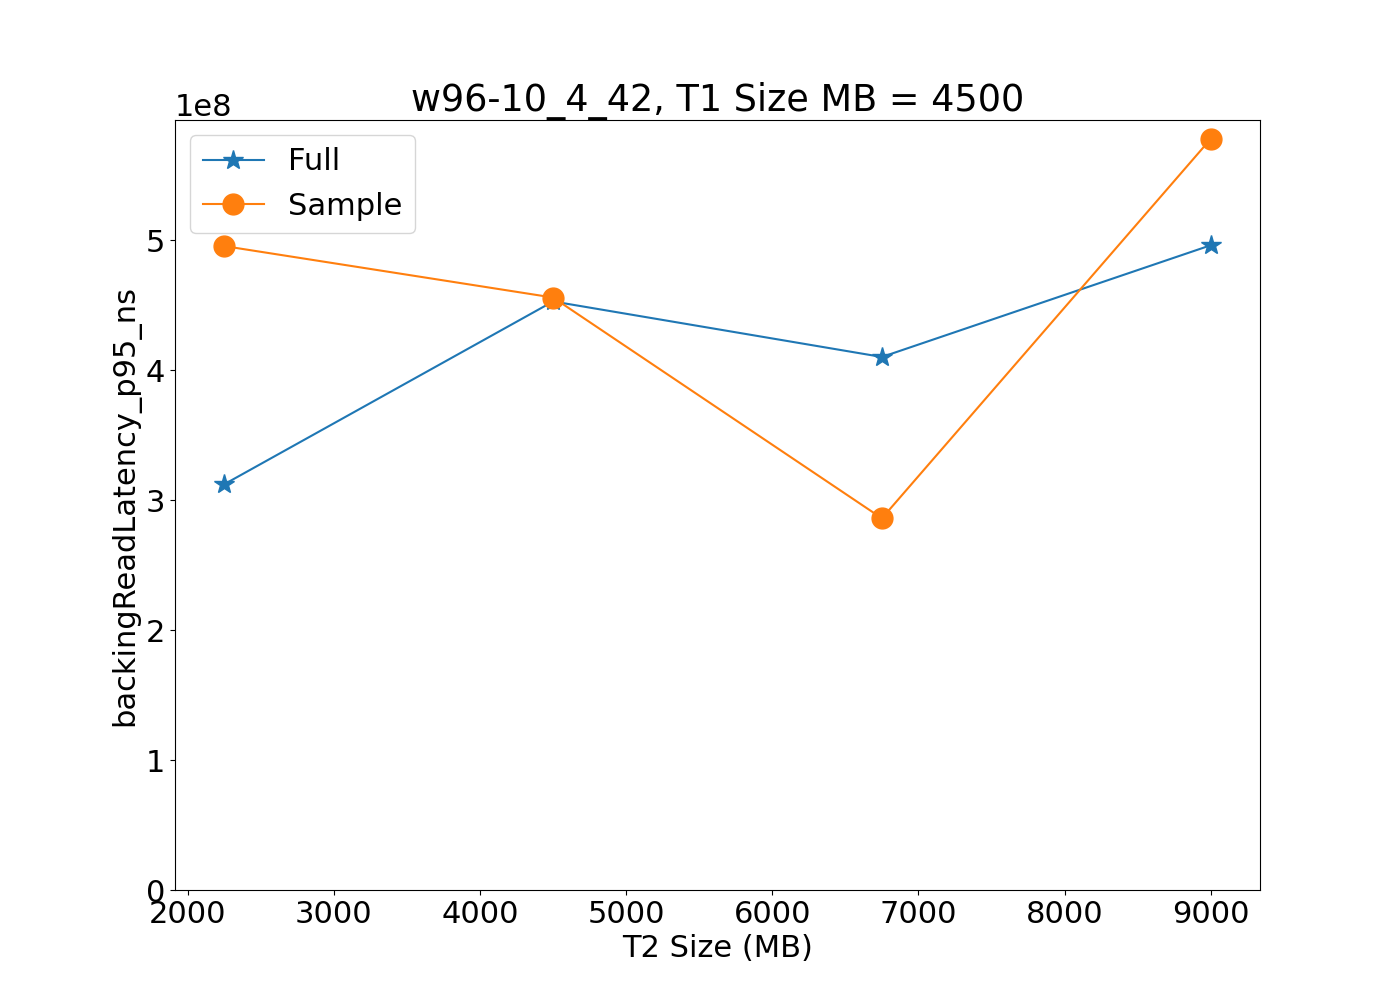 w96-10_4_42, T1 Size MB = 4500
1e8
Full
Sample
5
4
3
2
1
0
backingReadLatency_p95_ns
2000 3000 4000 5000 6000 7000 8000 9000
T2 Size (MB)